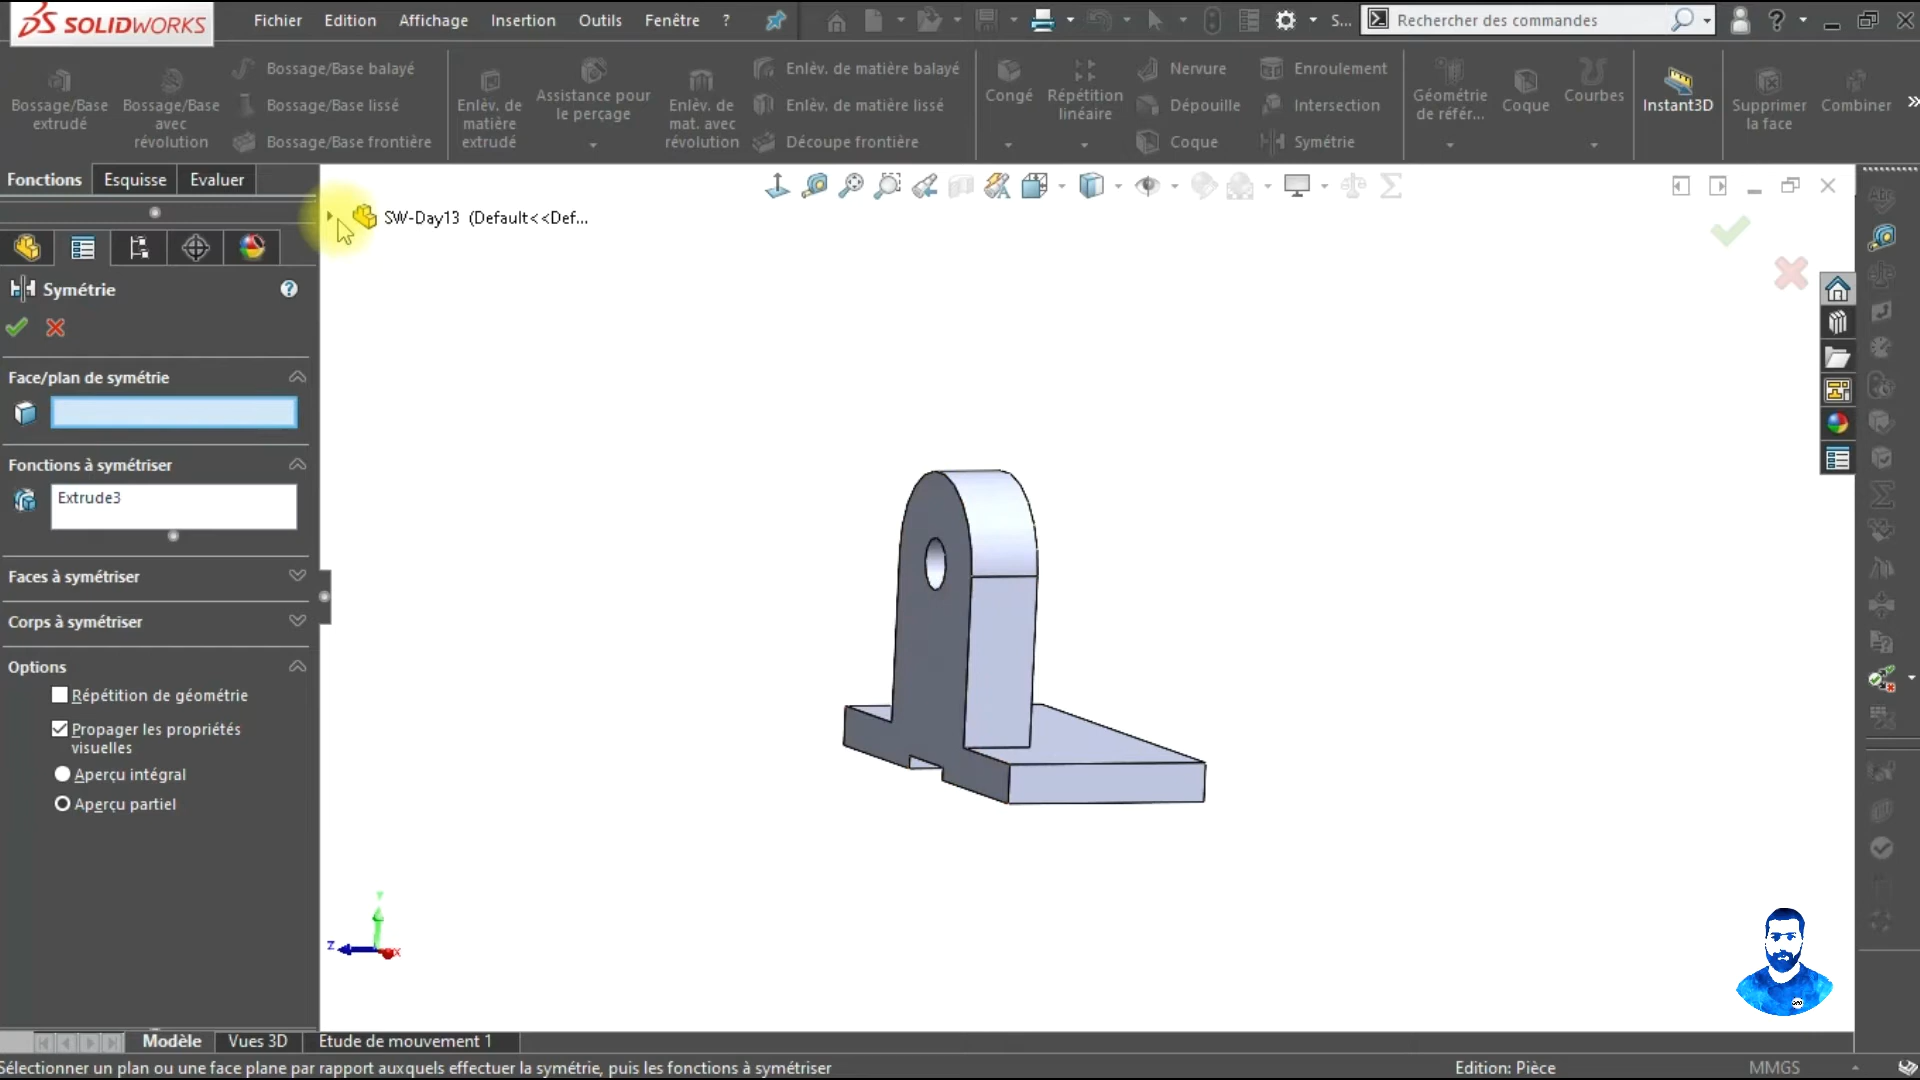 SOLIDWORKS
Fichier Edition Affichage Insertion Outils Fenêtre ?
S... Rechercher des commandes
Bossage/Base extrudé
Bossage/Base avec révolution
Bossage/Base balayé
Bossage/Base lissé
Bossage/Base frontière
Enlèv. de matière extrudé
Assistance pour le perçage
Enlèv. de mat. avec révolution
Enlèv. de matière balayé
Enlèv. de matière lissé
Découpe frontière
Congé
Répétition linéaire
Nervure
Dépouille
Coque
Enroulement
Intersection
Symétrie
Géométrie de référ...
Coque
Courbes
Instant3D
Supprimer la face
Combiner
Fonctions Esquisse Evaluer
SW-Day13 (Default<<Def...
Symétrie
Face/plan de symétrie
Fonctions à symétriser
Extrude3
Faces à symétriser
Corps à symétriser
Options
Répétition de géométrie
Propager les propriétés
visuelles
Aperçu intégral
Aperçu partiel
Y
Z
X
Modèle Vues 3D Etude de mouvement 1
Sélectionner un plan ou une face plane par rapport auxquels effectuer la symétrie, puis les fonctions à symétriser
Edition: Pièce
MMGS